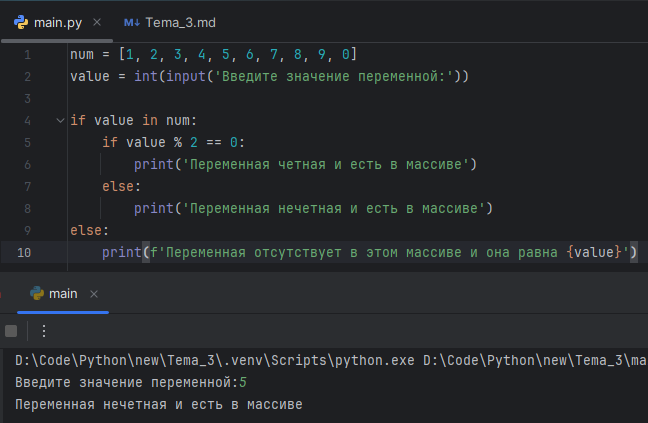 main.py Tema_3.md
1 num = [1, 2, 3, 4, 5, 6, 7, 8, 9, 0]
2 value = int(input('Введите значение переменной:'))
3
4 if value in num:
5     if value % 2 == 0:
6         print('Переменная четная и есть в массиве')
7     else:
8         print('Переменная нечетная и есть в массиве')
9 else:
10     print(f'Переменная отсутствует в этом массиве и она равна {value}')
main
D:\Code\Python\new\Tema_3\.venv\Scripts\python.exe D:\Code\Python\new\Tema_3\ma
Введите значение переменной:5
Переменная нечетная и есть в массиве